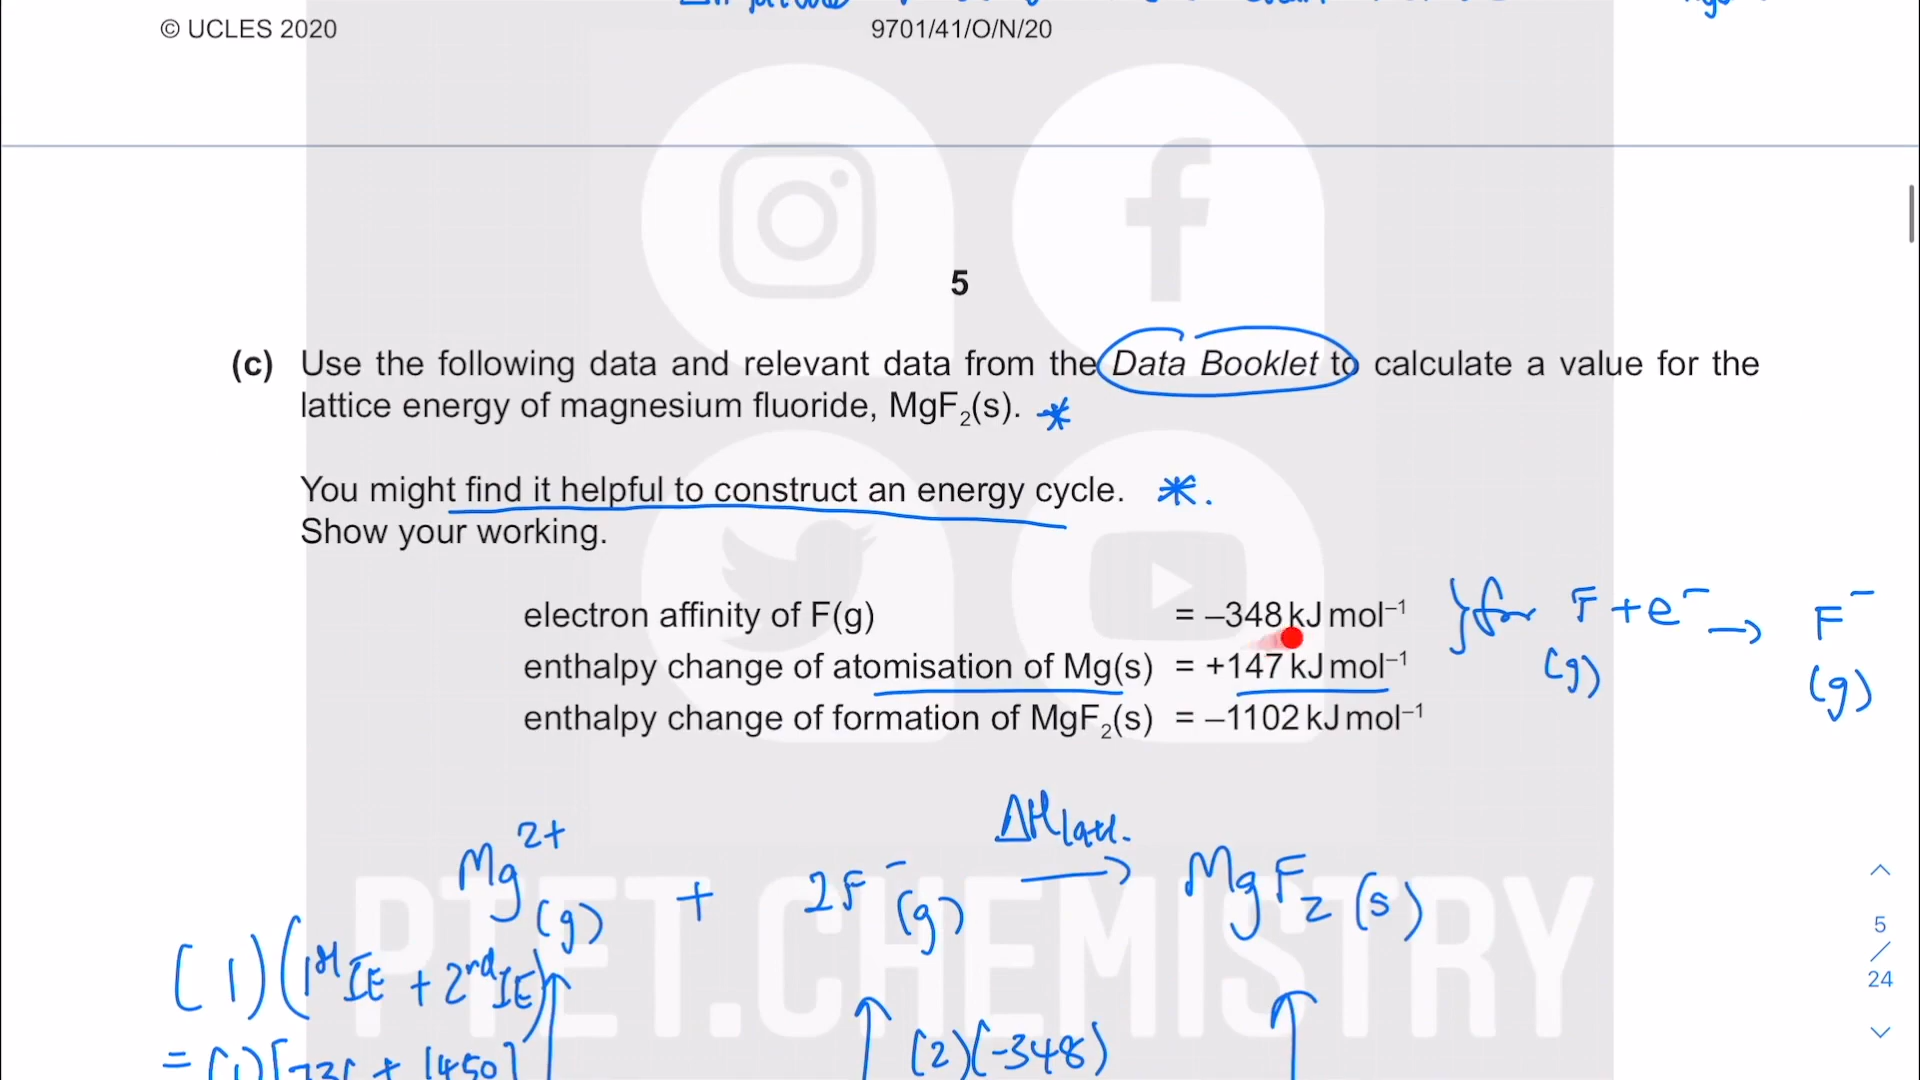 © UCLES 2020 9701/41/O/N/20
5
(c) Use the following data and relevant data from the Data Booklet to calculate a value for the
lattice energy of magnesium fluoride, MgF₂(s). *
You might find it helpful to construct an energy cycle. *.
Show your working.
electron affinity of F(g) = –348 kJ mol⁻¹ } for F + e⁻ → F⁻
(g) (g)
enthalpy change of atomisation of Mg(s) = +147 kJ mol⁻¹
enthalpy change of formation of MgF₂(s) = –1102 kJ mol⁻¹
ΔHlatt.
Mg²⁺(g) + 2F⁻(g) → MgF₂(s)
(1)(1st IE + 2nd IE)
(2)(-348)
= (1)[736 + 1450]
PTET.CHEMISTRY
5
/
24